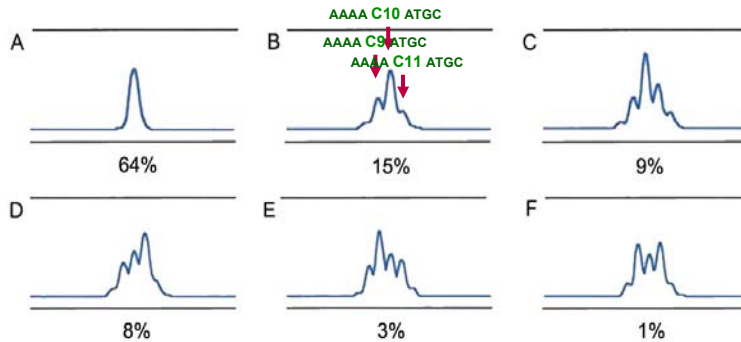 AAAA C10 ATGC
A
B
AAAA C9 ATGC
C
AAAA C11 ATGC
64%
15%
9%
D
E
F
8%
3%
1%